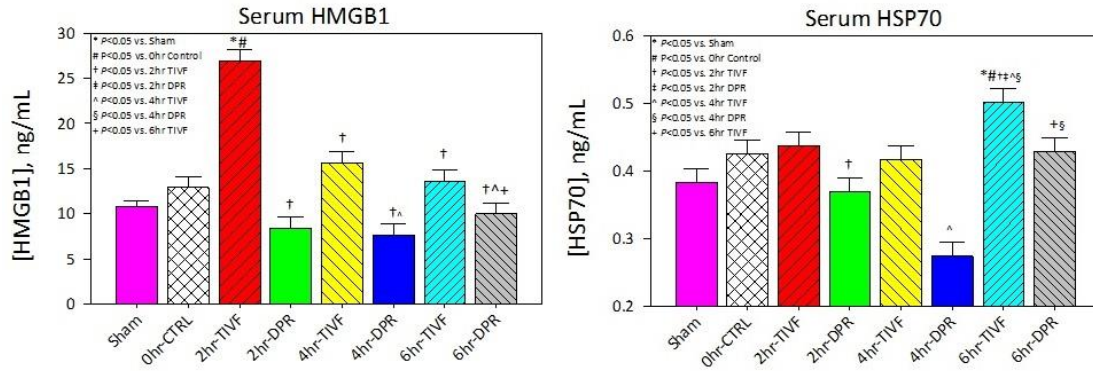 Serum HMGB1
[HMGB1], ng/mL
30
25
20
15
10
5
0
* P<0.05 vs. Sham
# P<0.05 vs. 0hr Control
† P<0.05 vs. 2hr TIVF
‡ P<0.05 vs. 2hr DPR
^ P<0.05 vs. 4hr TIVF
§ P<0.05 vs. 4hr DPR
+ P<0.05 vs. 6hr TIVF
*#
†
†
†^
†
†^+
Sham
0hr-CTRL
2hr-TIVF
2hr-DPR
4hr-TIVF
4hr-DPR
6hr-TIVF
6hr-DPR
Serum HSP70
[HSP70], ng/mL
0.6
0.5
0.4
0.3
0.2
* P<0.05 vs. Sham
# P<0.05 vs. 0hr Control
† P<0.05 vs. 2hr TIVF
‡ P<0.05 vs. 2hr DPR
^ P<0.05 vs. 4hr TIVF
§ P<0.05 vs. 4hr DPR
+ P<0.05 vs. 6hr TIVF
†
^
*#†‡^§
+§
Sham
0hr-CTRL
2hr-TIVF
2hr-DPR
4hr-TIVF
4hr-DPR
6hr-TIVF
6hr-DPR